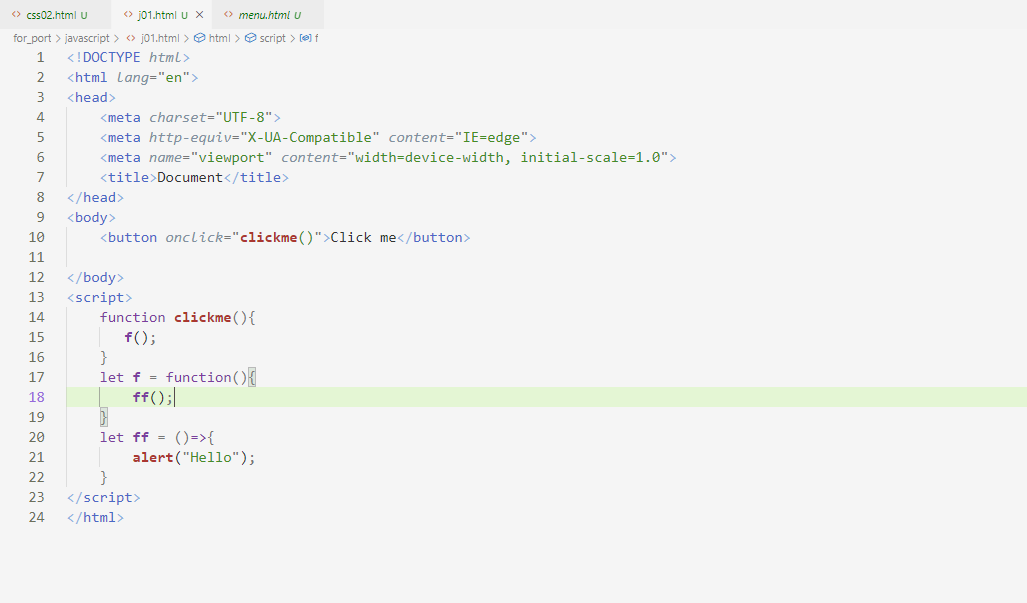 css02.html U j01.html U menu.html U
for_port > javascript > j01.html > html > script > f
1 <!DOCTYPE html>
2 <html lang="en">
3 <head>
4     <meta charset="UTF-8">
5     <meta http-equiv="X-UA-Compatible" content="IE=edge">
6     <meta name="viewport" content="width=device-width, initial-scale=1.0">
7     <title>Document</title>
8 </head>
9 <body>
10     <button onclick="clickme()">Click me</button>
11
12 </body>
13 <script>
14     function clickme(){
15        f();
16     }
17     let f = function(){
18         ff();
19     }
20     let ff = ()=>{
21         alert("Hello");
22     }
23 </script>
24 </html>